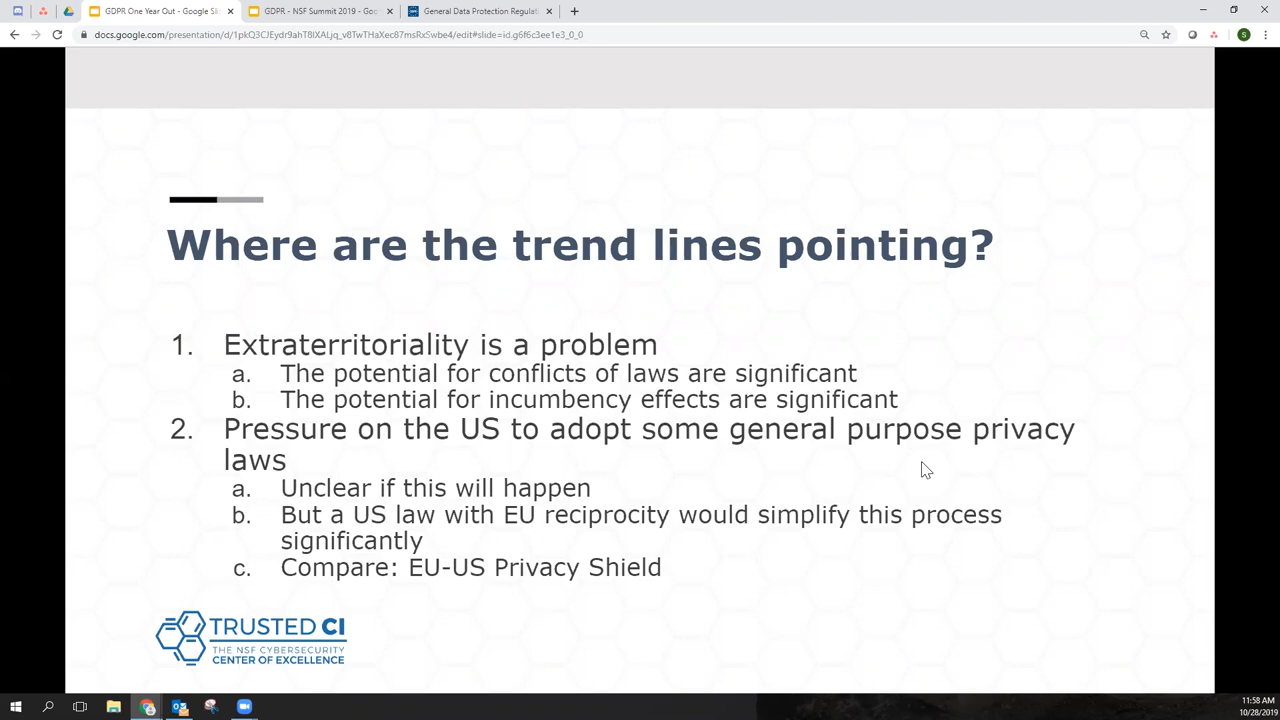 GDPR One Year Out - Google Sli
GDPR - NSF Summit 2019 - Goo
General Data Protection Regulati
docs.google.com/presentation/d/1pkQ3CJEydr9ahT8IXALjq_v8TwTHaXec87msRxSwbe4/edit#slide=id.g6f6c3ee1e3_0_0
S
Where are the trend lines pointing?
1. Extraterritoriality is a problem
a. The potential for conflicts of laws are significant
b. The potential for incumbency effects are significant
2. Pressure on the US to adopt some general purpose privacy
laws
a. Unclear if this will happen
b. But a US law with EU reciprocity would simplify this process
significantly
c. Compare: EU-US Privacy Shield
TRUSTED CI
THE NSF CYBERSECURITY
CENTER OF EXCELLENCE
11:58 AM
10/28/2019